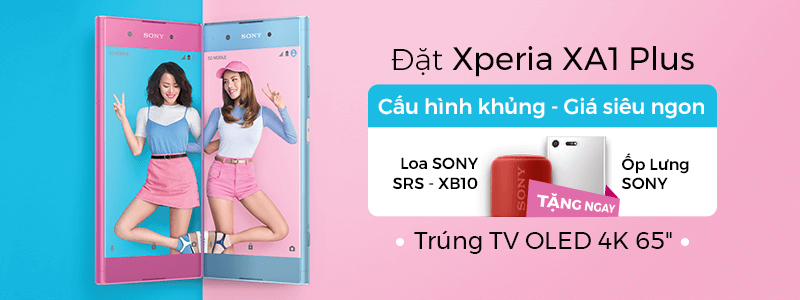 SONY
SONY
Đặt Xperia XA1 Plus
Cấu hình khủng - Giá siêu ngon
Loa SONY
SRS - XB10
SONY
TẶNG NGAY
Ốp Lưng
SONY
• Trúng TV OLED 4K 65" •